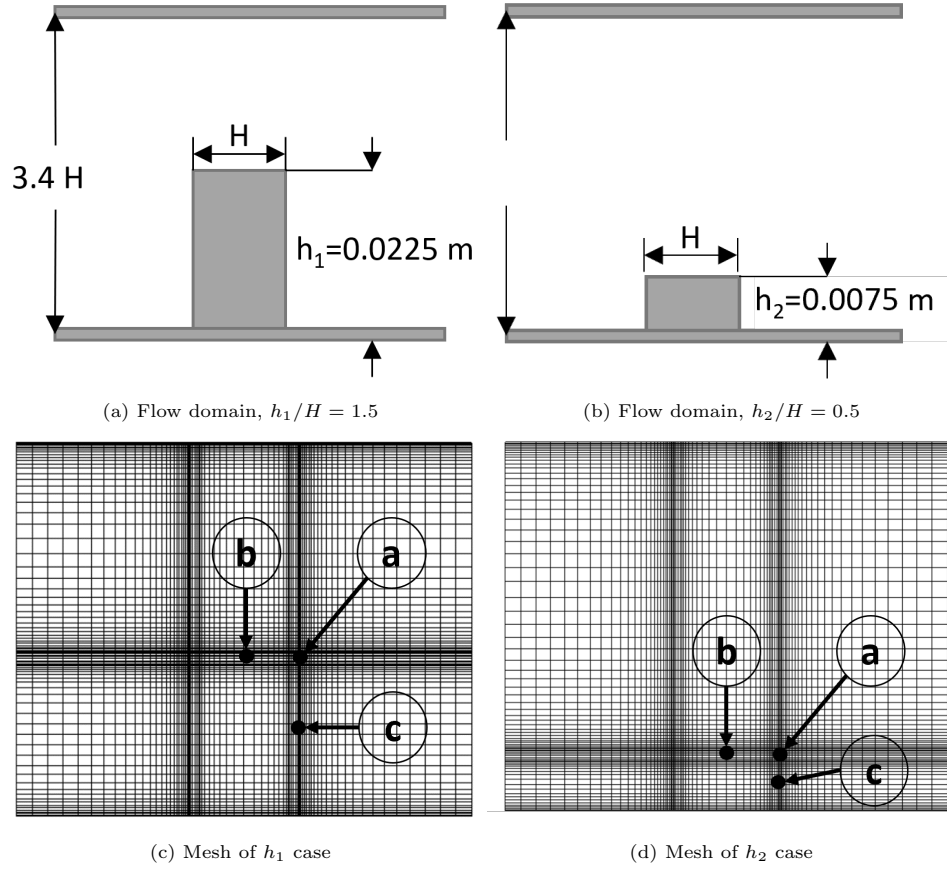 H
H
3.4 H
h₁=0.0225 m
h₂=0.0075 m
(a) Flow domain, h₁/H = 1.5
(b) Flow domain, h₂/H = 0.5
b
a
c
b
a
c
(c) Mesh of h₁ case
(d) Mesh of h₂ case